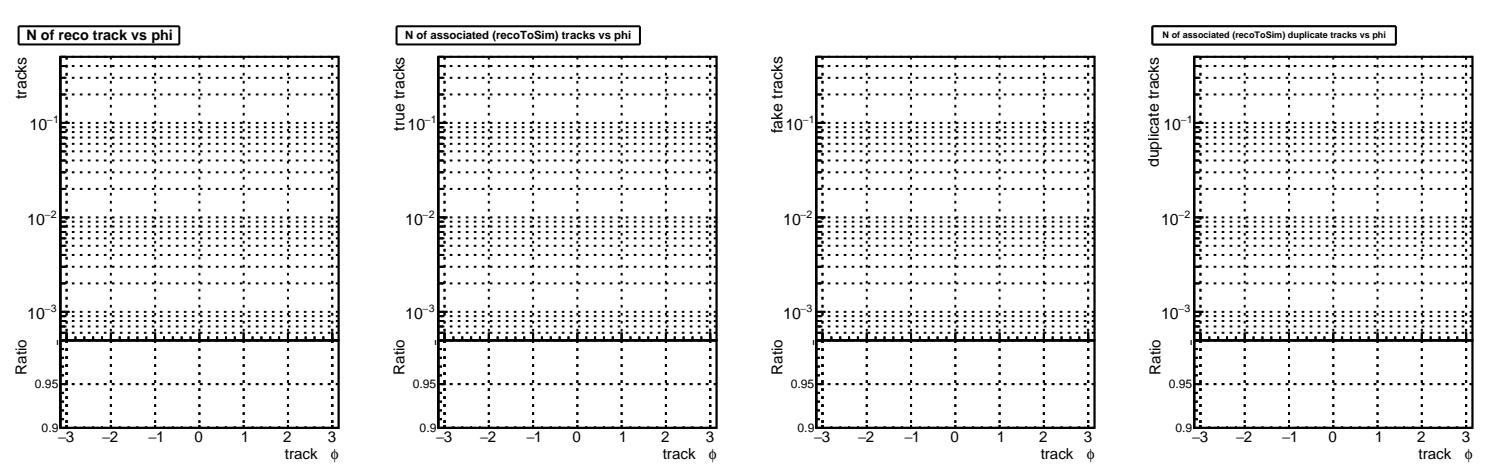 N of reco track vs phi
tracks
10⁻¹
10⁻²
10⁻³
Ratio
0.95
0.9
−3 −2 −1 0 1 2 3
track φ
N of associated (recoToSim) tracks vs phi
true tracks
10⁻¹
10⁻²
10⁻³
Ratio
0.95
0.9
−3 −2 −1 0 1 2 3
track φ
fake tracks
10⁻¹
10⁻²
10⁻³
Ratio
0.95
0.9
−3 −2 −1 0 1 2 3
track φ
N of associated (recoToSim) duplicate tracks vs phi
duplicate tracks
10⁻¹
10⁻²
10⁻³
Ratio
0.95
0.9
−3 −2 −1 0 1 2 3
track φ